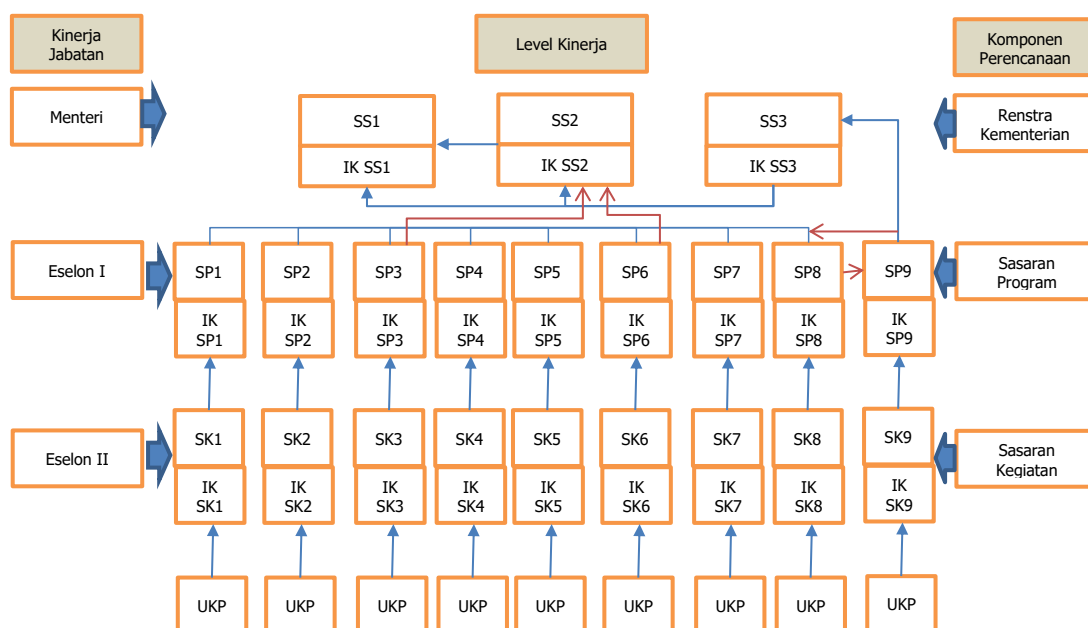 Kinerja
Jabatan
Level Kinerja
Komponen
Perencanaan
Menteri
SS1
SS2
SS3
Renstra
Kementerian
IK SS1
IK SS2
IK SS3
Eselon I
SP1
SP2
SP3
SP4
SP5
SP6
SP7
SP8
SP9
Sasaran
Program
IK
SP1
IK
SP2
IK
SP3
IK
SP4
IK
SP5
IK
SP6
IK
SP7
IK
SP8
IK
SP9
Eselon II
SK1
SK2
SK3
SK4
SK5
SK6
SK7
SK8
SK9
Sasaran
Kegiatan
IK
SK1
IK
SK2
IK
SK3
IK
SK4
IK
SK5
IK
SK6
IK
SK7
IK
SK8
IK
SK9
UKP
UKP
UKP
UKP
UKP
UKP
UKP
UKP
UKP